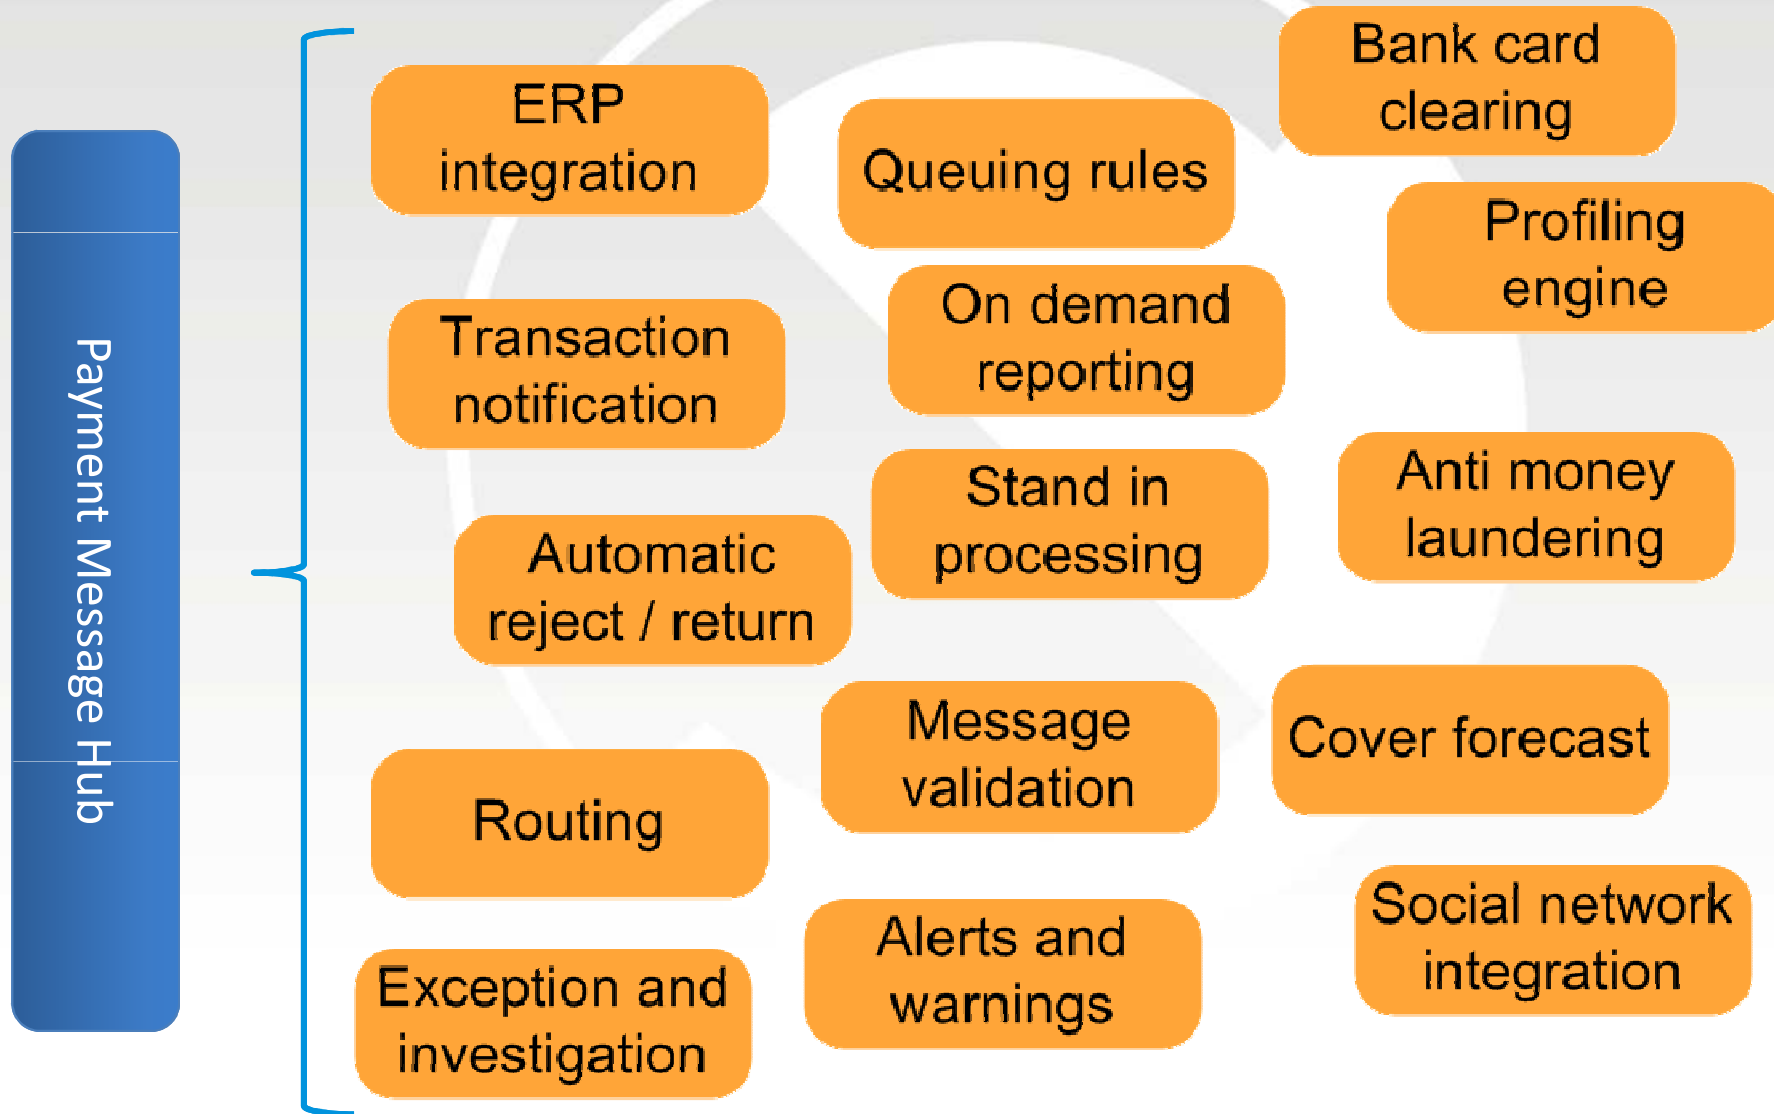 Payment Message Hub
ERP
integration
Transaction
notification
Automatic
reject / return
Routing
Exception and
investigation
Queuing rules
On demand
reporting
Stand in
processing
Message
validation
Alerts and
warnings
Bank card
clearing
Profiling
engine
Anti money
laundering
Cover forecast
Social network
integration